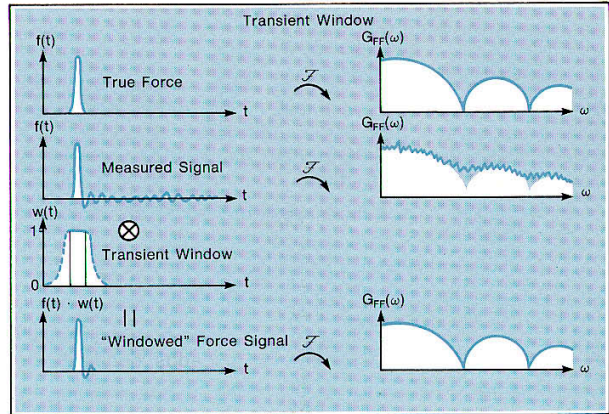 Transient Window
f(t)
True Force
t
ℱ
G_FF(ω)
ω
f(t)
Measured Signal
t
ℱ
G_FF(ω)
ω
w(t)
1
⊗
Transient Window
0
t
f(t) · w(t)
||
"Windowed" Force Signal
t
ℱ
G_FF(ω)
ω